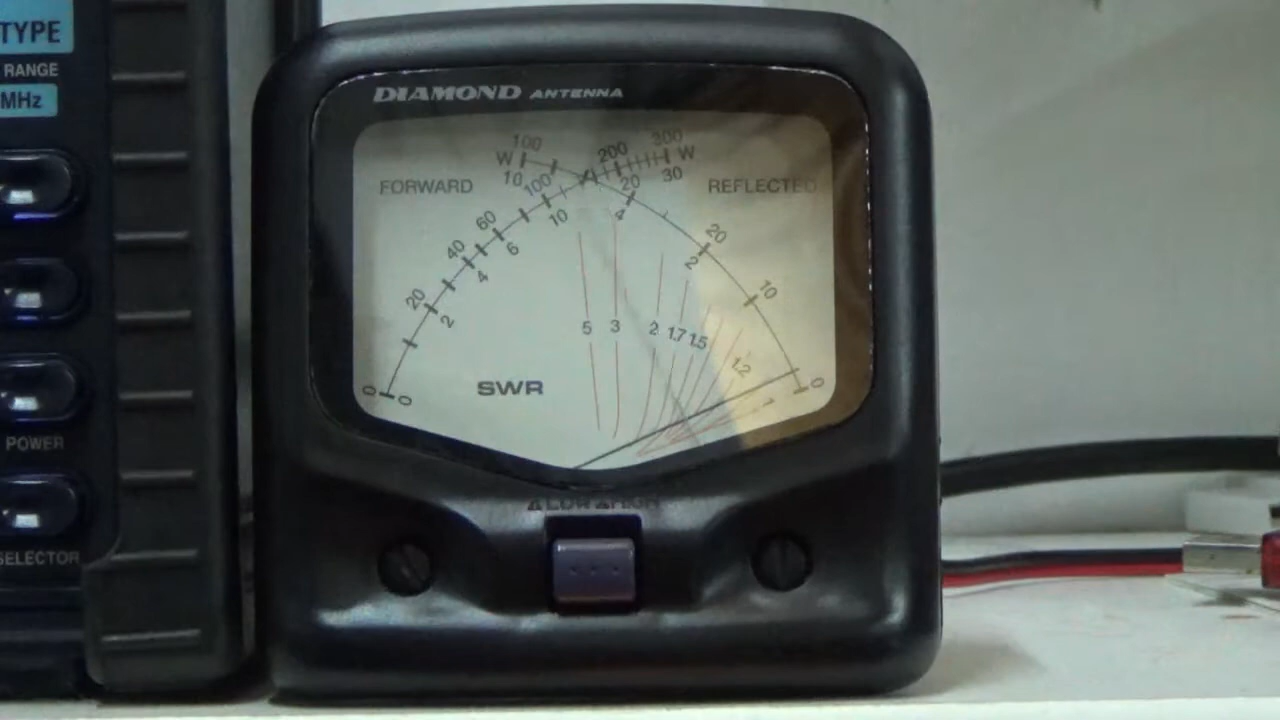 TYPE
RANGE
MHz
POWER
SELECTOR
DIAMOND ANTENNA
100 200 300
W W
10 100 20 30
FORWARD REFLECTED
60 10 4 20
40 6 2
4
20 2 10
5 3 2 1.7 1.5
1.2
SWR
0 0 0
LOW HIGH